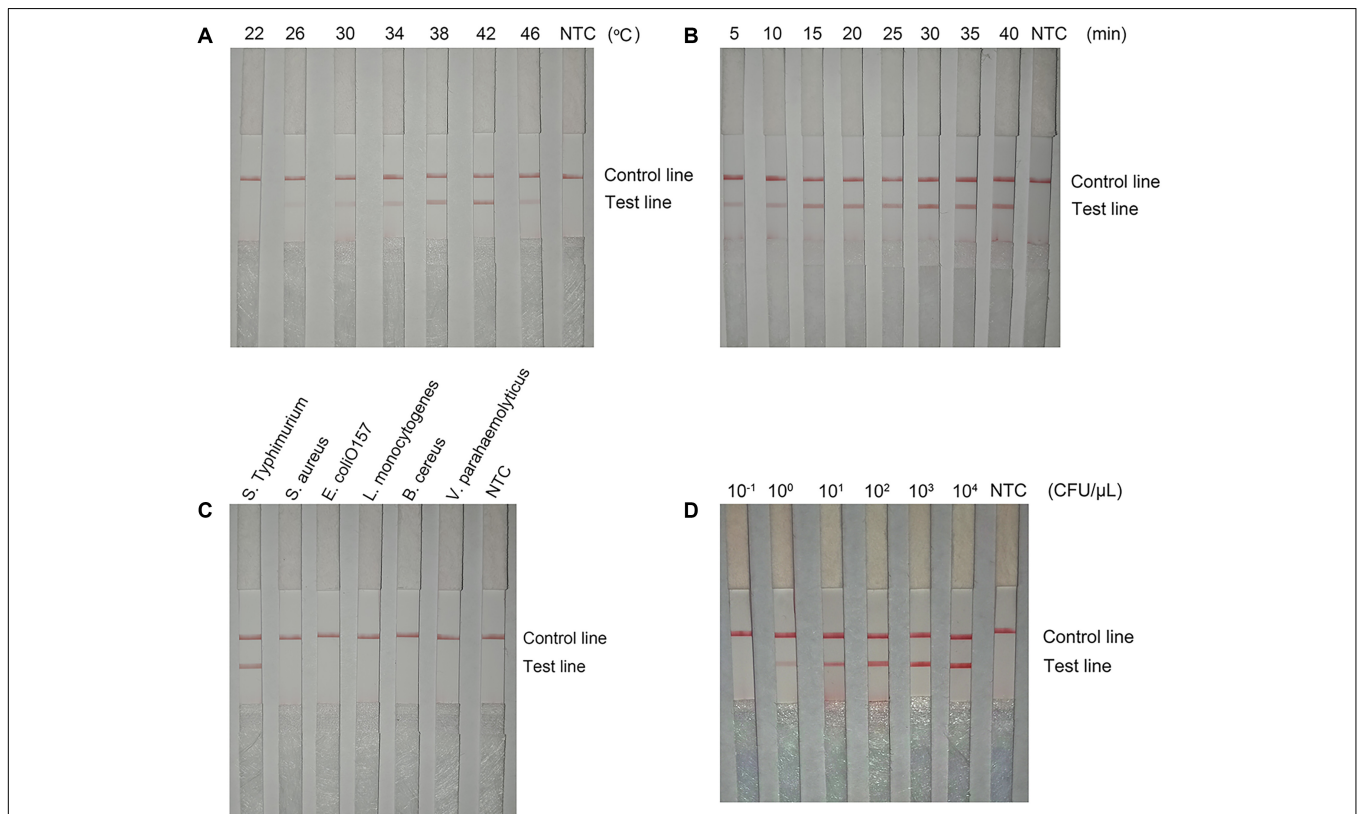 A 22 26 30 34 38 42 46 NTC (°C)
Control line
Test line
B 5 10 15 20 25 30 35 40 NTC (min)
Control line
Test line
C S. Typhimurium S. aureus E. coliO157 L. monocytogenes B. cereus V. parahaemolyticus NTC
Control line
Test line
D 10⁻¹ 10⁰ 10¹ 10² 10³ 10⁴ NTC (CFU/µL)
Control line
Test line